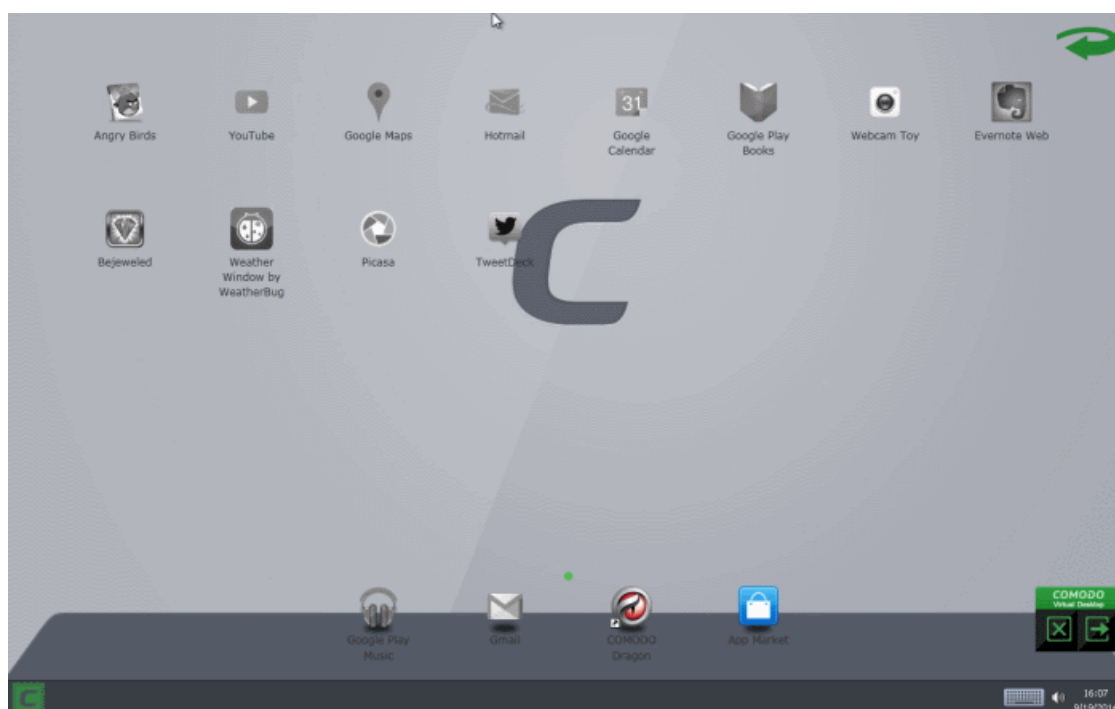 Angry Birds
YouTube
Google Maps
Hotmail
31
Google
Calendar
Google Play
Books
Webcam Toy
Evernote Web
Bejeweled
Weather
Window by
WeatherBug
Picasa
TweetDeck
Google Play
Music
Gmail
COMODO
Dragon
App Market
COMODO
Virtual Desktop
16:07